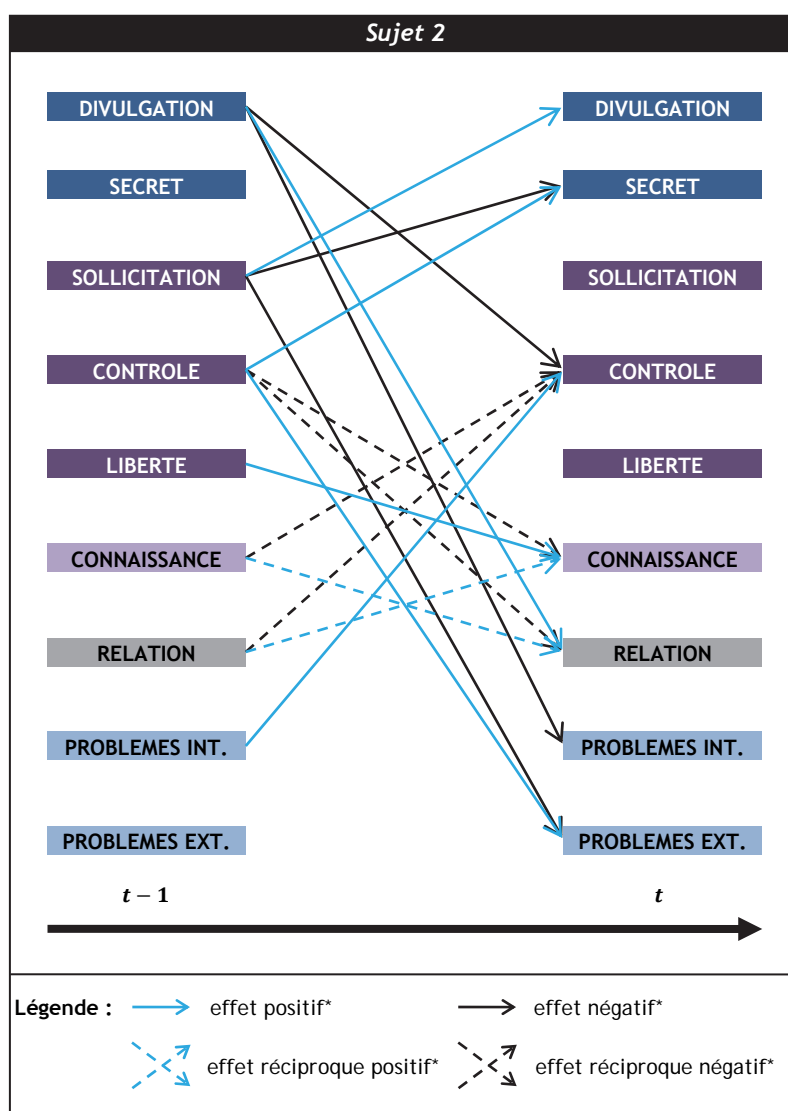 Sujet 2
DIVULGATION DIVULGATION
SECRET SECRET
SOLLICITATION SOLLICITATION
CONTROLE CONTROLE
LIBERTE LIBERTE
CONNAISSANCE CONNAISSANCE
RELATION RELATION
PROBLEMES INT. PROBLEMES INT.
PROBLEMES EXT. PROBLEMES EXT.
t − 1 t
Légende : effet positif* effet négatif*
effet réciproque positif* effet réciproque négatif*